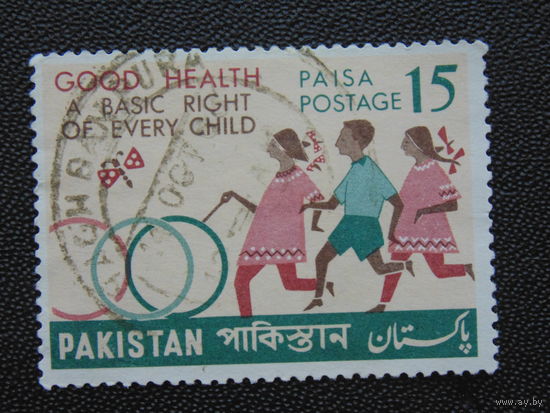 GOOD HEALTH
A BASIC RIGHT
OF EVERY CHILD
PAISA
POSTAGE 15
PAKISTAN পাকিস্তান پاکستان
www.ay.by